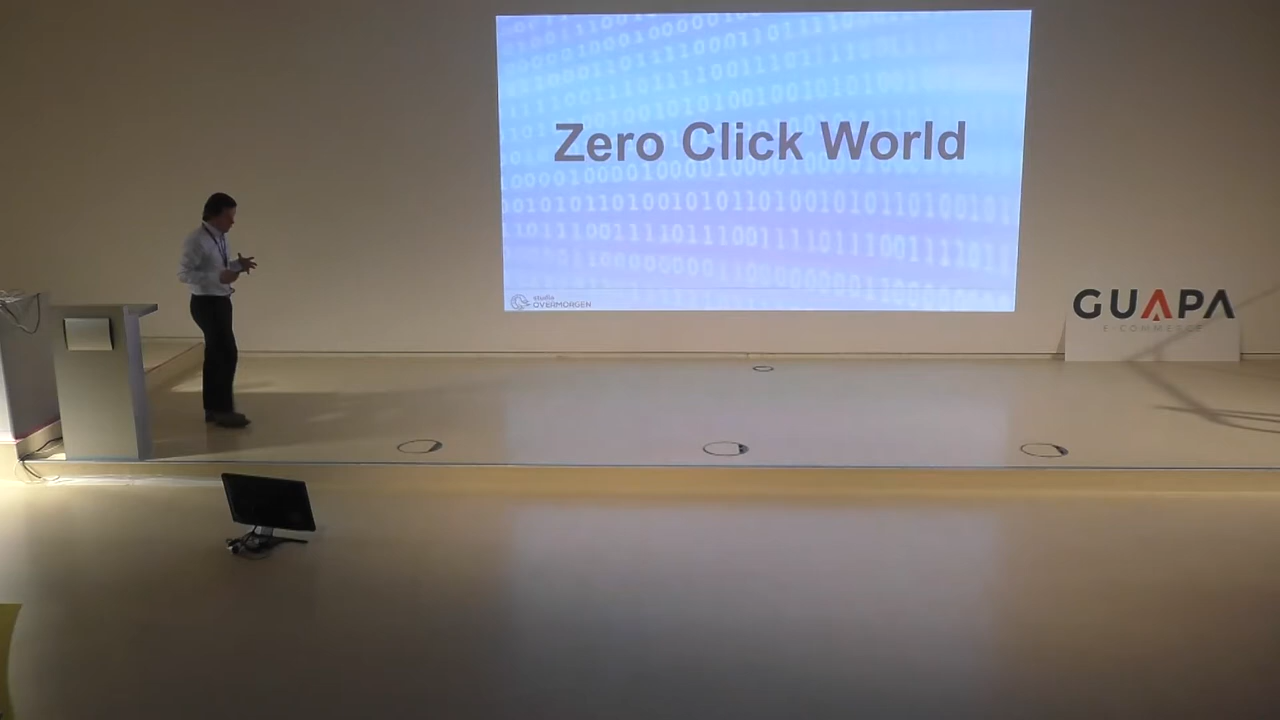 Zero Click World
studio
OVERMORGEN
GUAPA
E-COMMERCE